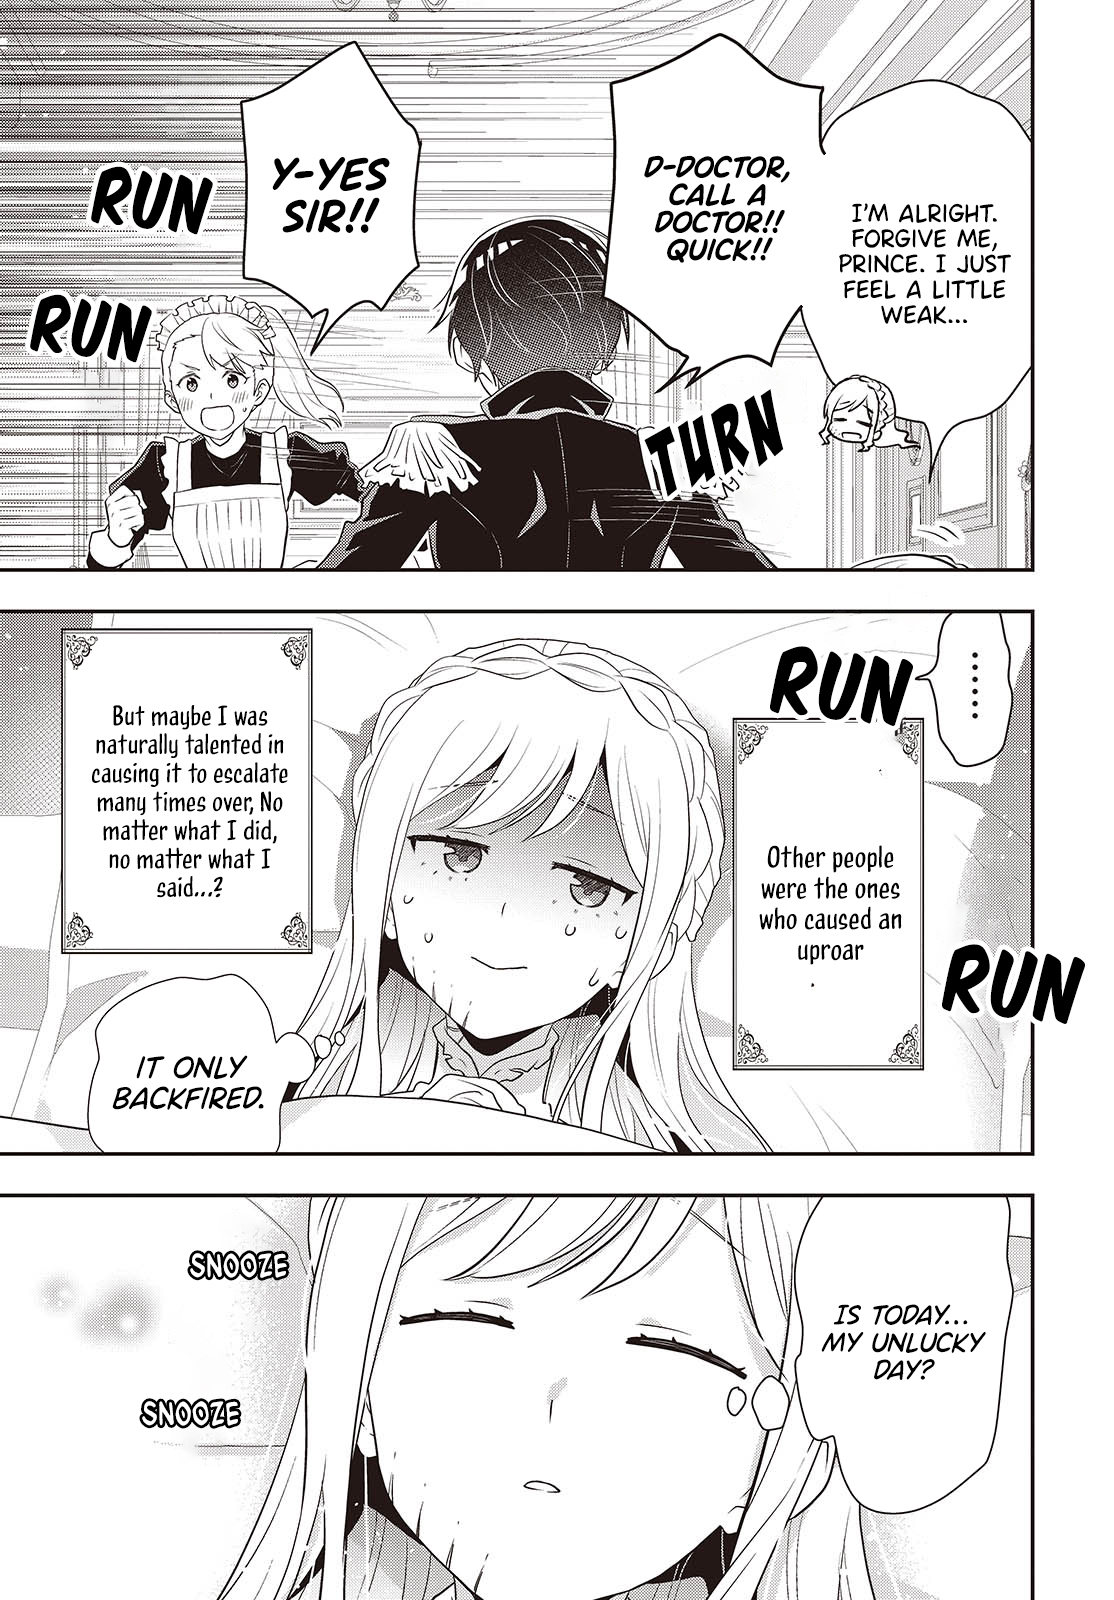 I'M ALRIGHT.
FORGIVE ME,
PRINCE. I JUST
FEEL A LITTLE
WEAK...
D-DOCTOR,
CALL A
DOCTOR!!
QUICK!!
TURN
Y-YES
SIR!!
RUN
RUN
........
RUN
Other people
were the ones
who caused an
uproar
RUN
But maybe I was
naturally talented in
causing it to escalate
many times over, No
matter what I did,
no matter what I
said...?
IT ONLY
BACKFIRED.
IS TODAY...
MY UNLUCKY
DAY?
SNOOZE
SNOOZE